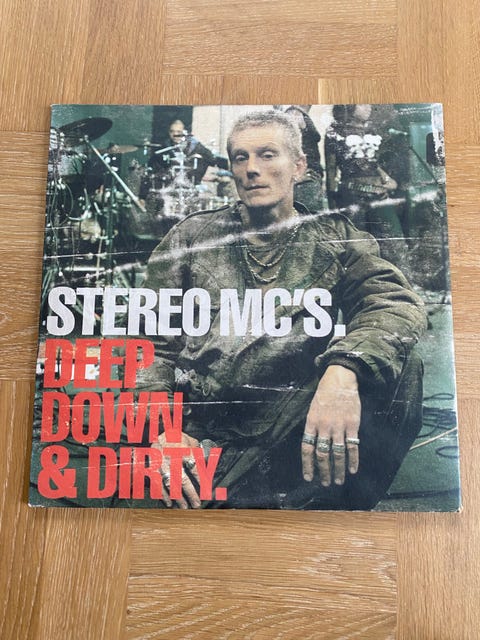 STEREO MC'S.
DEEP
DOWN
& DIRTY.